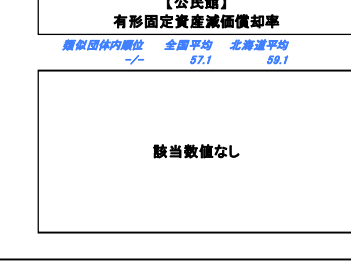 【公民館】
有形固定資産減価償却率
類似団体内順位 全国平均 北海道平均
-/- 57.1 59.1
該当数値なし